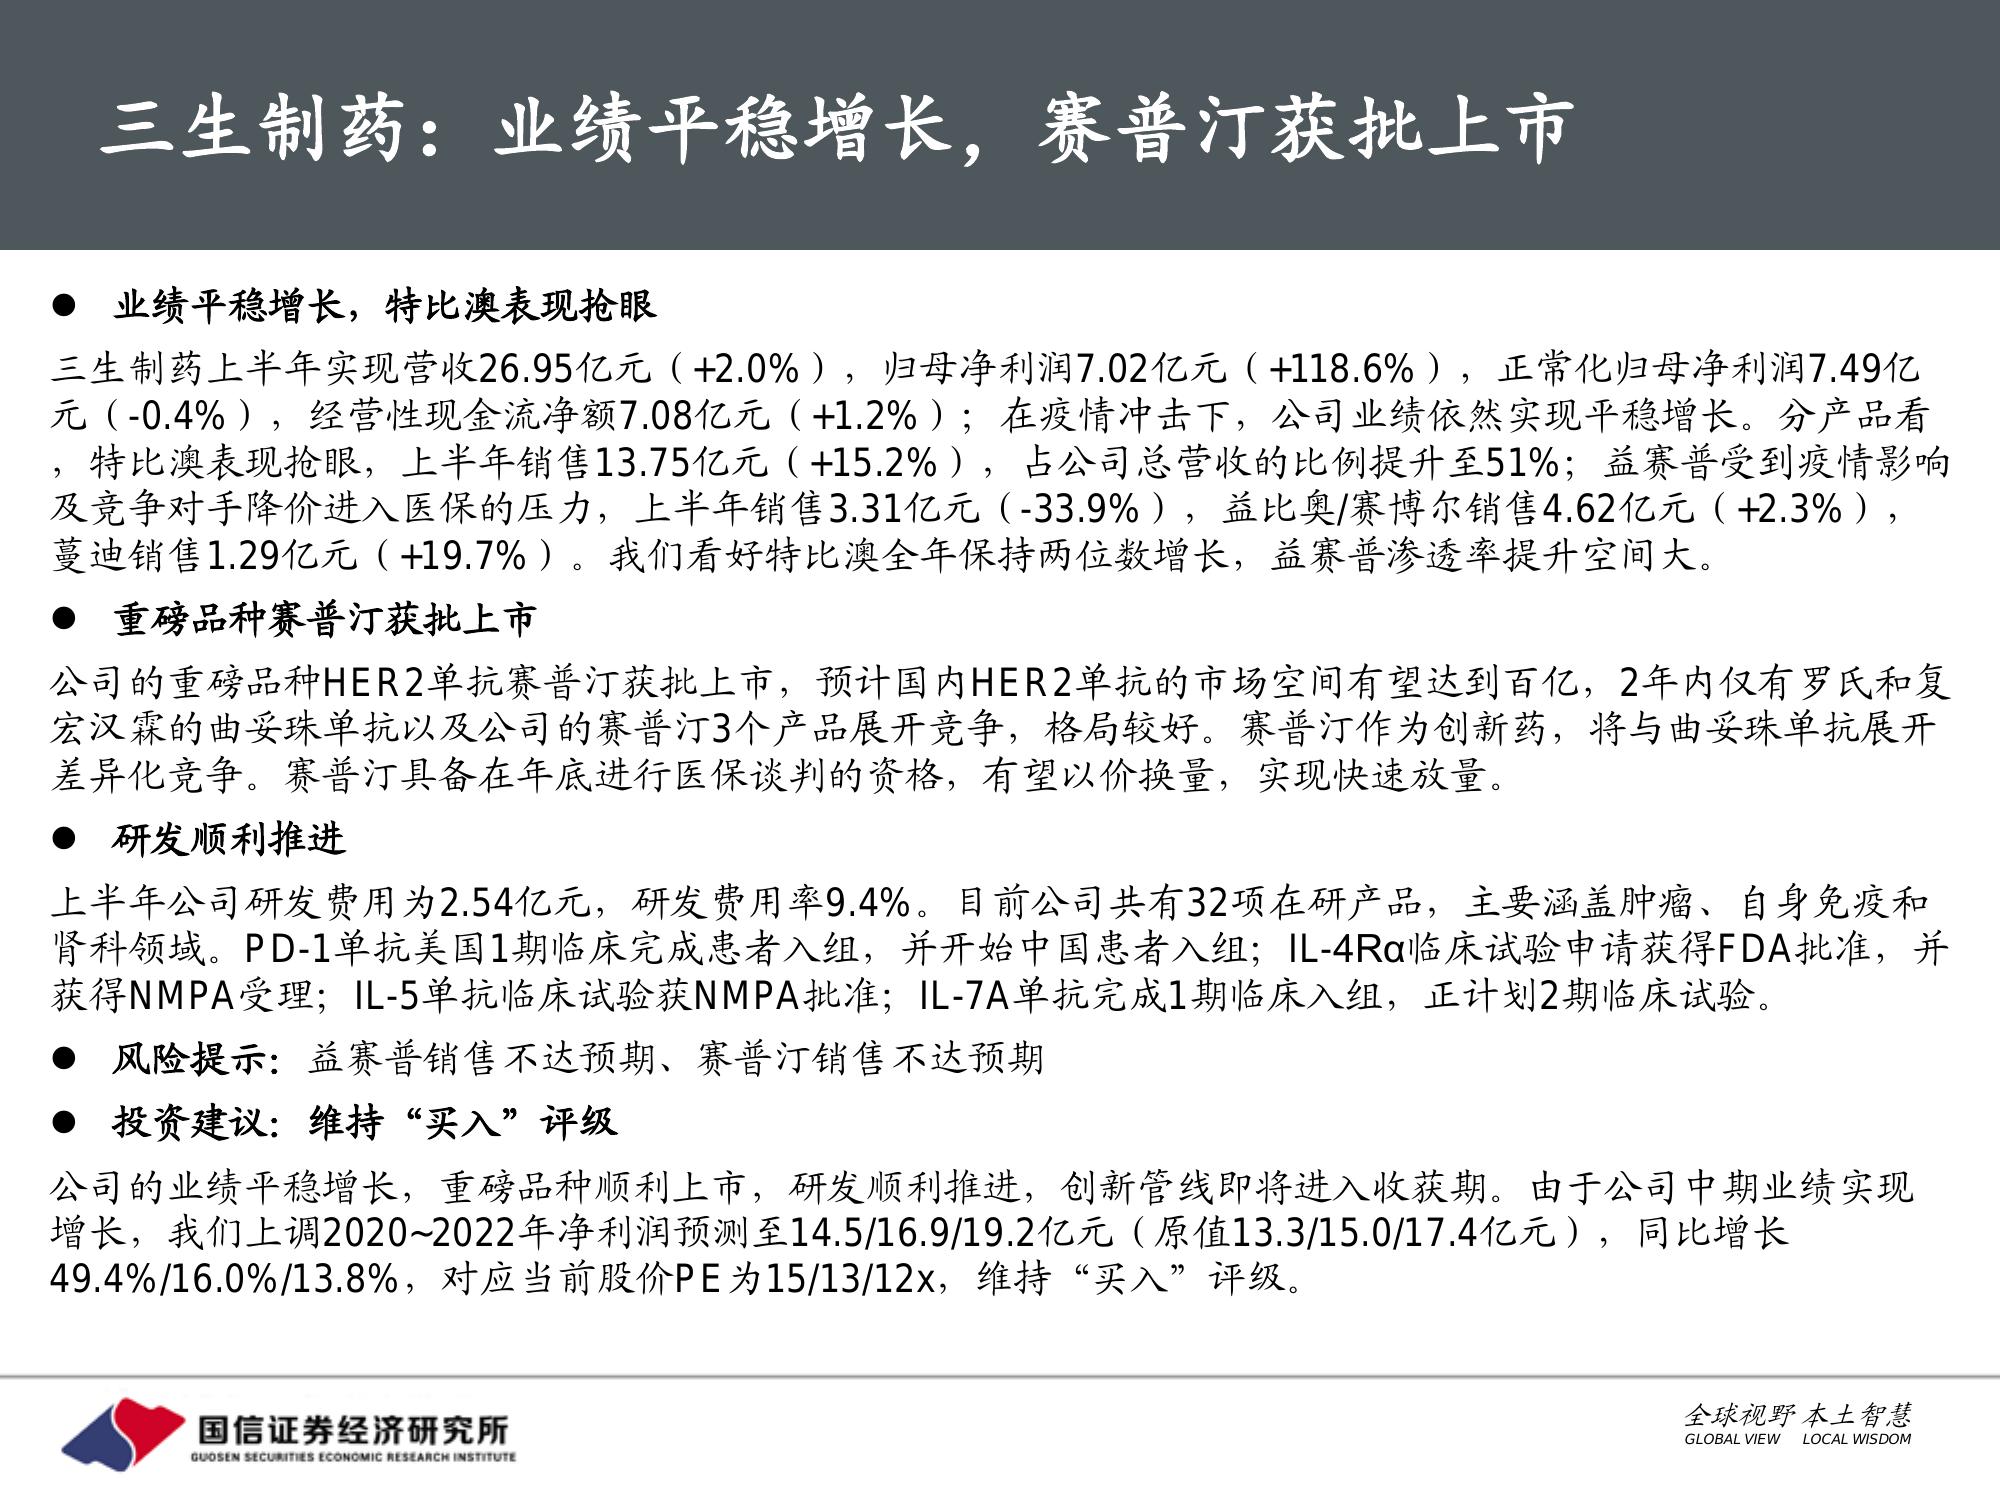 三生制药：业绩平稳增长，赛普汀获批上市
● 业绩平稳增长，特比澳表现抢眼
三生制药上半年实现营收26.95亿元（+2.0%），归母净利润7.02亿元（+118.6%），正常化归母净利润7.49亿
元（-0.4%），经营性现金流净额7.08亿元（+1.2%）；在疫情冲击下，公司业绩依然实现平稳增长。分产品看
，特比澳表现抢眼，上半年销售13.75亿元（+15.2%），占公司总营收的比例提升至51%；益赛普受到疫情影响
及竞争对手降价进入医保的压力，上半年销售3.31亿元（-33.9%），益比奥/赛博尔销售4.62亿元（+2.3%），
蔓迪销售1.29亿元（+19.7%）。我们看好特比澳全年保持两位数增长，益赛普渗透率提升空间大。
● 重磅品种赛普汀获批上市
公司的重磅品种HER2单抗赛普汀获批上市，预计国内HER2单抗的市场空间有望达到百亿，2年内仅有罗氏和复
宏汉霖的曲妥珠单抗以及公司的赛普汀3个产品展开竞争，格局较好。赛普汀作为创新药，将与曲妥珠单抗展开
差异化竞争。赛普汀具备在年底进行医保谈判的资格，有望以价换量，实现快速放量。
● 研发顺利推进
上半年公司研发费用为2.54亿元，研发费用率9.4%。目前公司共有32项在研产品，主要涵盖肿瘤、自身免疫和
肾科领域。PD-1单抗美国1期临床完成患者入组，并开始中国患者入组；IL-4Rα临床试验申请获得FDA批准，并
获得NMPA受理；IL-5单抗临床试验获NMPA批准；IL-7A单抗完成1期临床入组，正计划2期临床试验。
● 风险提示：益赛普销售不达预期、赛普汀销售不达预期
● 投资建议：维持“买入”评级
公司的业绩平稳增长，重磅品种顺利上市，研发顺利推进，创新管线即将进入收获期。由于公司中期业绩实现
增长，我们上调2020~2022年净利润预测至14.5/16.9/19.2亿元（原值13.3/15.0/17.4亿元），同比增长
49.4%/16.0%/13.8%，对应当前股价PE为15/13/12x，维持“买入”评级。
国信证券经济研究所
GUOSEN SECURITIES ECONOMIC RESEARCH INSTITUTE
全球视野 本土智慧
GLOBAL VIEW LOCAL WISDOM